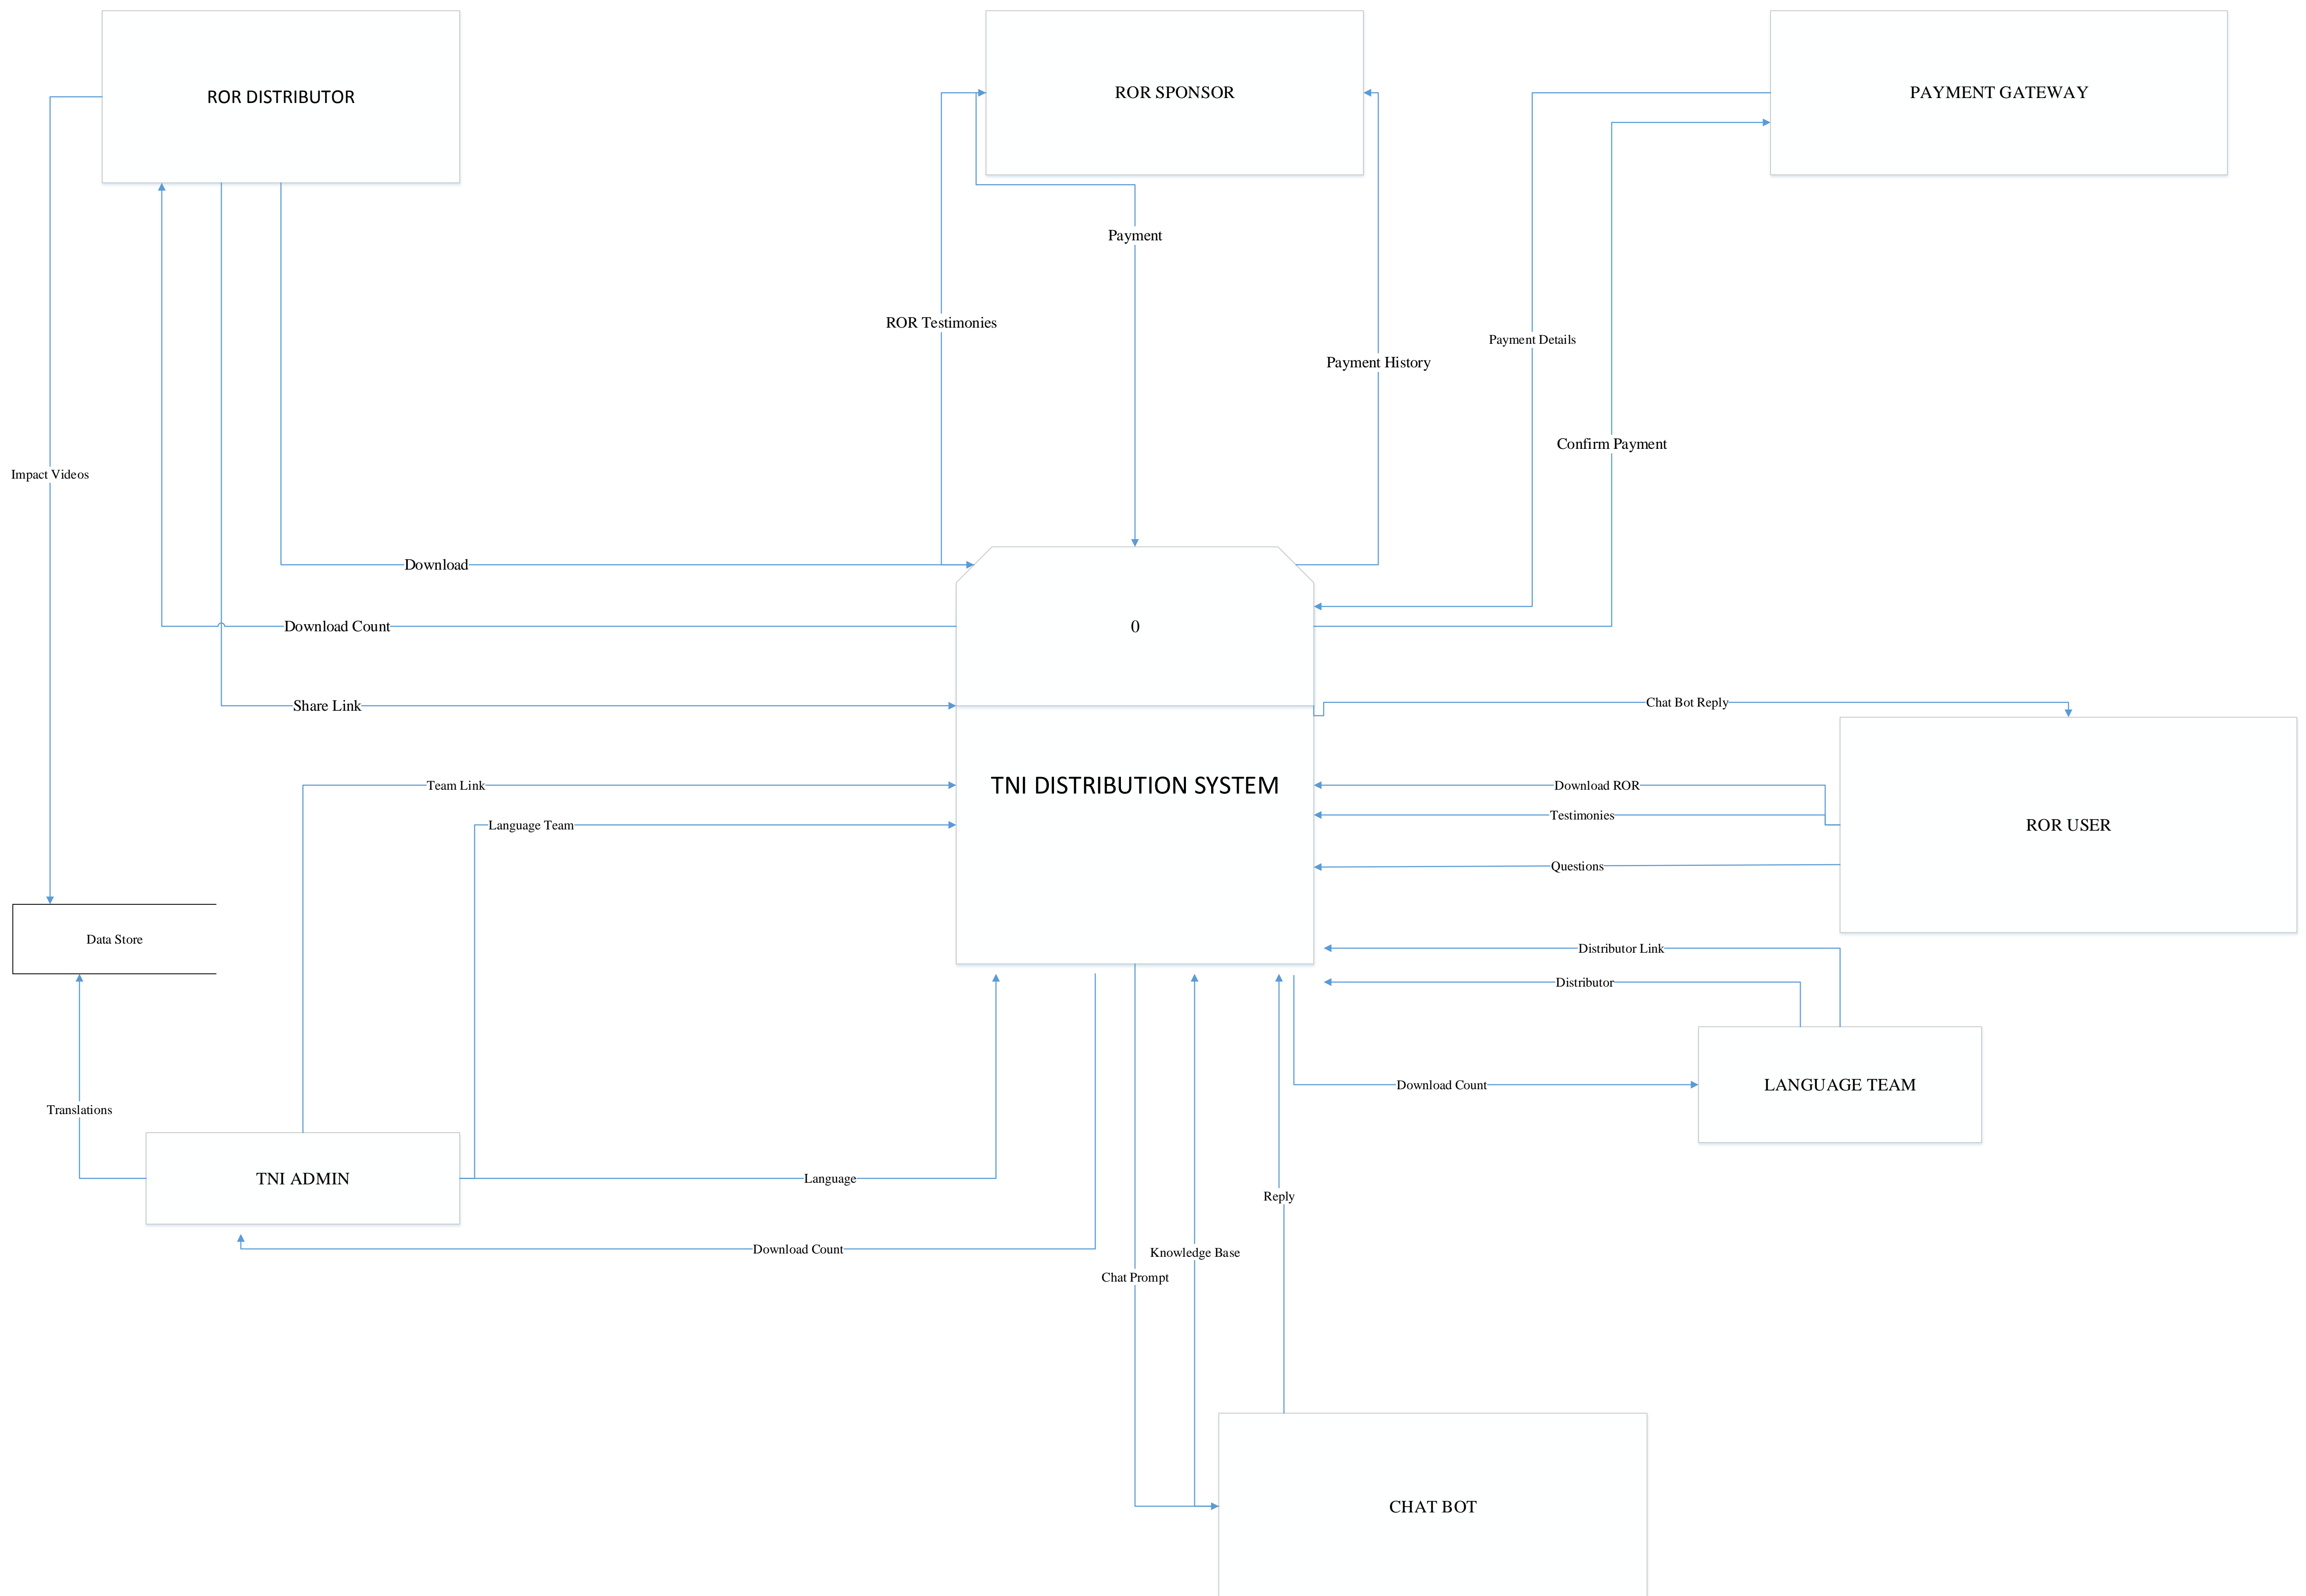 ROR DISTRIBUTOR
ROR SPONSOR
PAYMENT GATEWAY
Payment
ROR Testimonies
Payment Details
Payment History
Confirm Payment
Impact Videos
Download
0
Download Count
Share Link
Chat Bot Reply
Team Link
TNI DISTRIBUTION SYSTEM
Download ROR
Testimonies
Language Team
ROR USER
Questions
Data Store
Distributor Link
Distributor
Download Count
LANGUAGE TEAM
Translations
TNI ADMIN
Language
Reply
Download Count
Knowledge Base
Chat Prompt
CHAT BOT